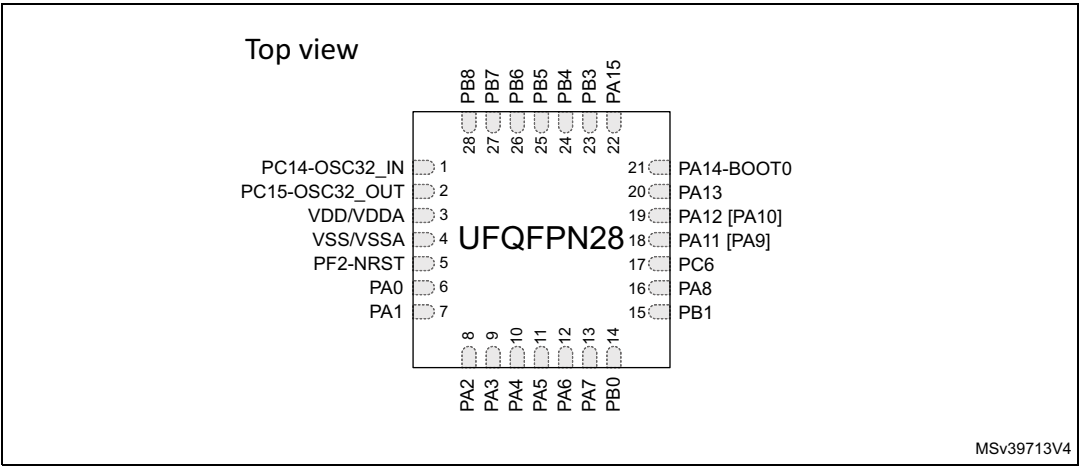 Top view
PB8
PB7
PB6
PB5
PB4
PB3
PA15
28
27
26
25
24
23
22
PC14-OSC32_IN 1
PC15-OSC32_OUT 2
VDD/VDDA 3
VSS/VSSA 4
PF2-NRST 5
PA0 6
PA1 7
UFQFPN28
21 PA14-BOOT0
20 PA13
19 PA12 [PA10]
18 PA11 [PA9]
17 PC6
16 PA8
15 PB1
8
9
10
11
12
13
14
PA2
PA3
PA4
PA5
PA6
PA7
PB0
MSv39713V4